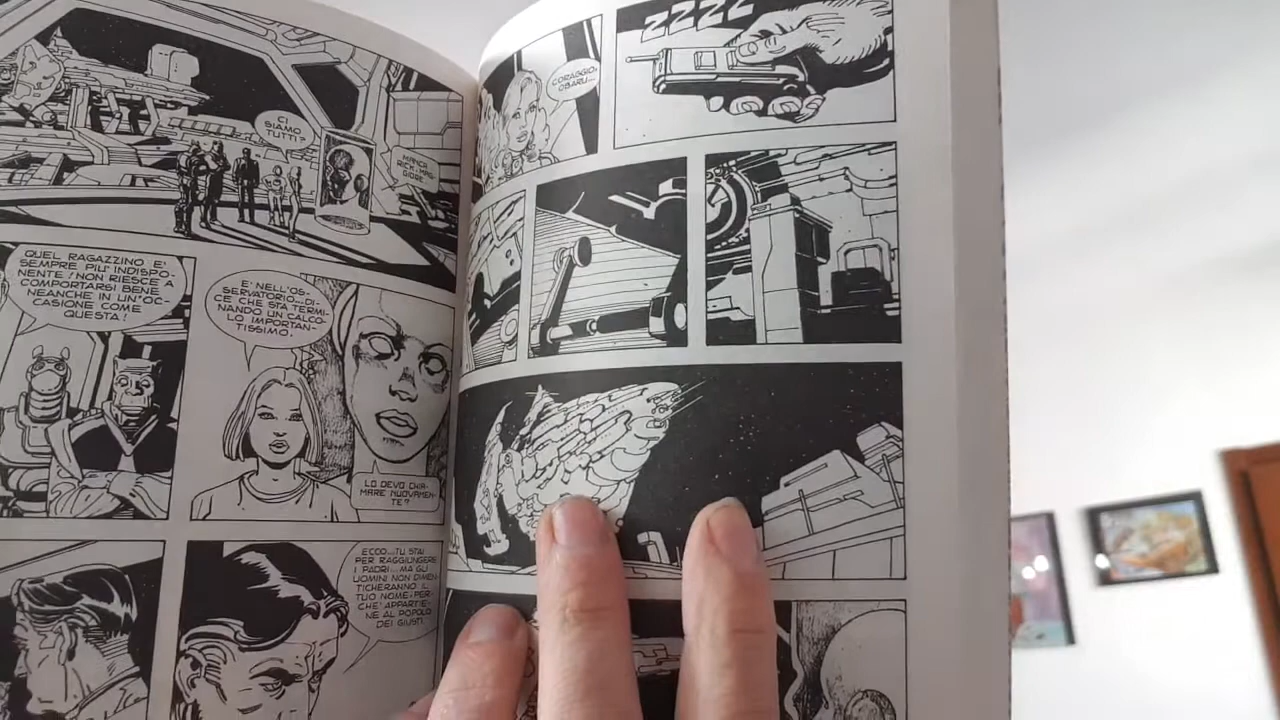 CI
SIAMO
TUTTI?
MANCA
RICK, MAG-
GIORE
QUEL RAGAZZINO E'
SEMPRE PIU' INDISPO-
NENTE! NON RIESCE A
COMPORTARSI BENE
NEANCHE IN UN'OC-
CASIONE COME
QUESTA!
E' NELL'OS-
SERVATORIO...DI-
CE CHE STA TERMI-
NANDO UN CALCO-
LO IMPORTAN-
TISSIMO.
LO DEVO CHIA-
MARE NUOVAMEN-
TE?
ECCO...TU STAI
PER RAGGIUNGERE
I PADRI...MA GLI
UOMINI NON DIMEN-
TICHERANNO IL
TUO NOME, PER-
CHE' APPARTIE-
NE AL POPOLO
DEI GIUSTI.
CORAGGIO,
OBARU...
ZZZZ